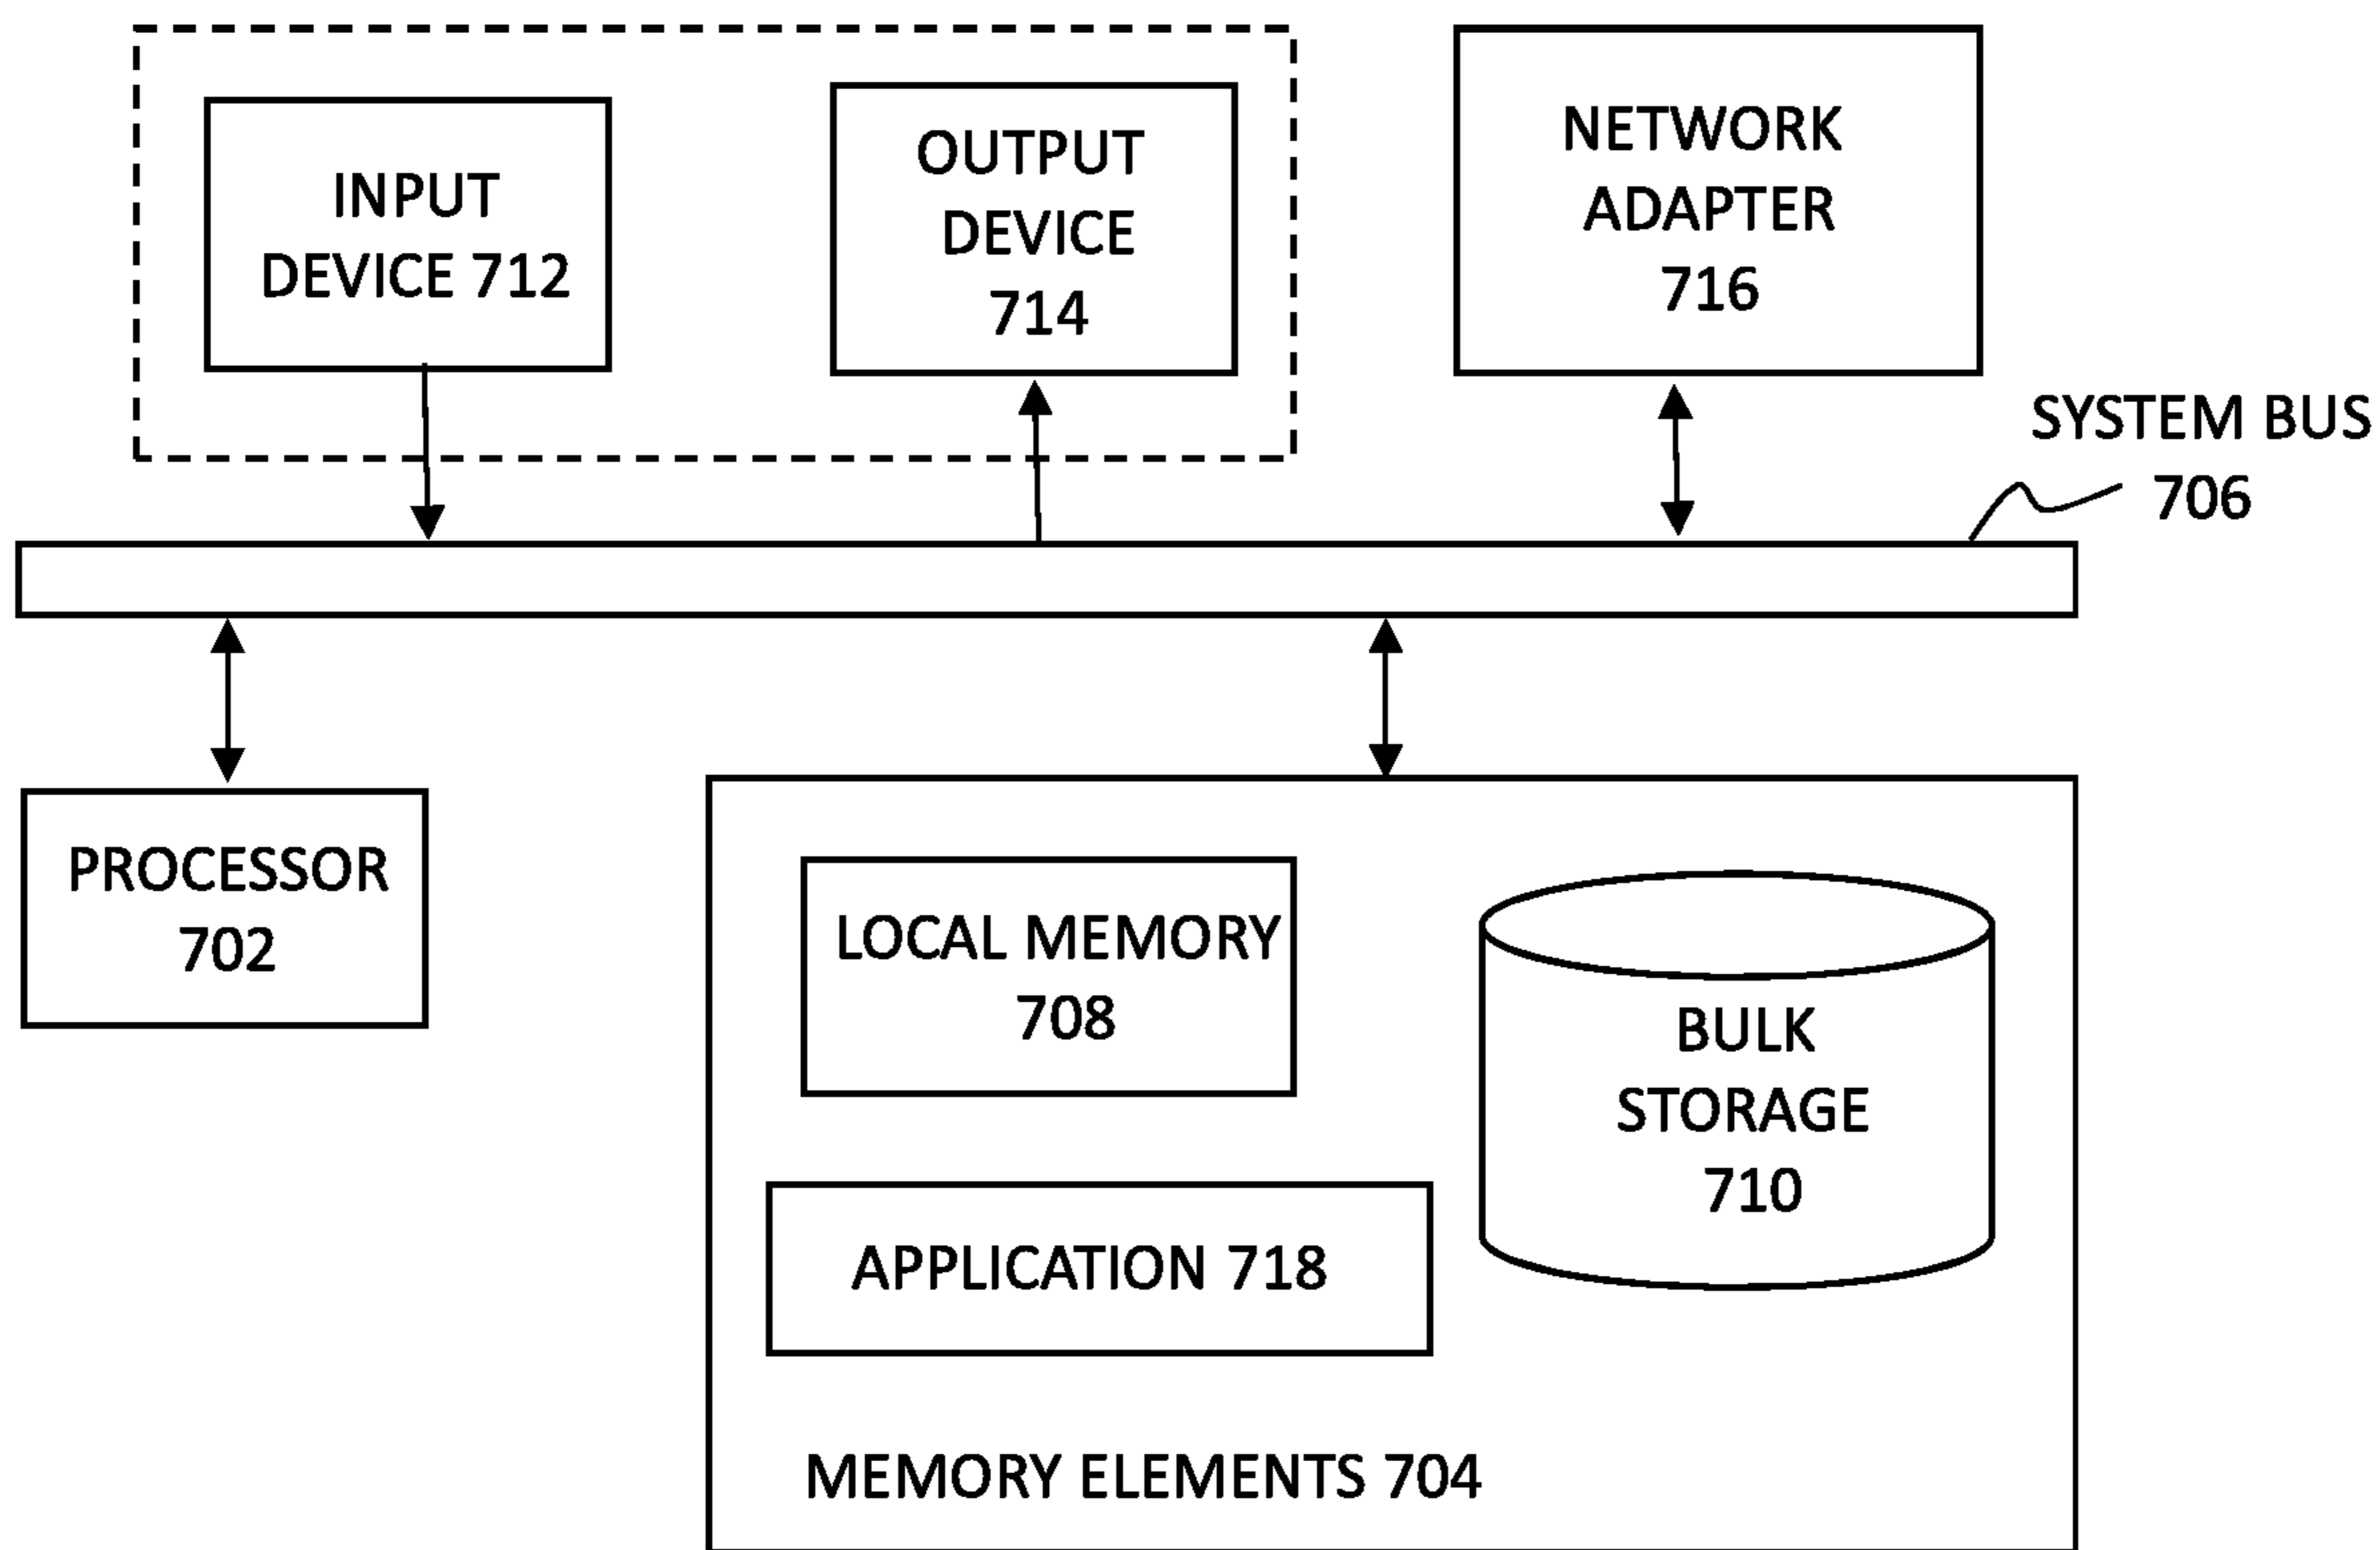 INPUT
DEVICE 712
OUTPUT
DEVICE
714
NETWORK
ADAPTER
716
SYSTEM BUS
706
PROCESSOR
702
LOCAL MEMORY
708
BULK
STORAGE
710
APPLICATION 718
MEMORY ELEMENTS 704